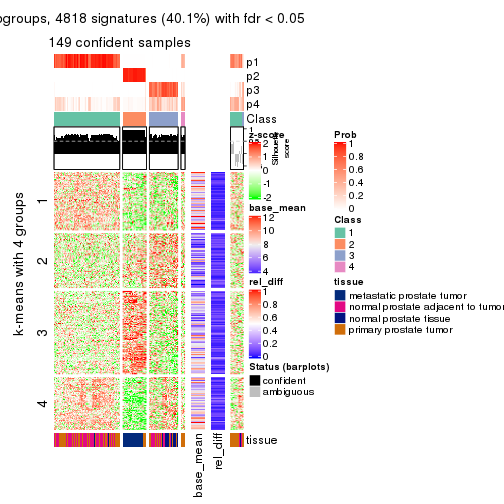 ogroups, 4818 signatures (40.1%) with fdr < 0.05
149 confident samples
p1
p2
p3
p4
Class
Silhouette
score
1
2
3
4
k-means with 4 groups
z-score
2
1
0
-1
-2
base_mean
12
10
8
6
4
rel_diff
1
0.8
0.6
0.4
0.2
0
Status (barplots)
confident
ambiguous
tissue
base_mean
rel_diff
Prob
1
0.8
0.6
0.4
0.2
0
Class
1
2
3
4
tissue
metastatic prostate tumor
normal prostate adjacent to tumor
normal prostate tissue
primary prostate tumor